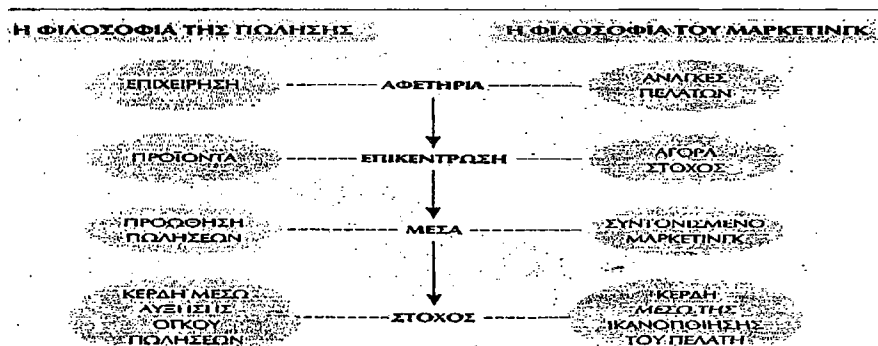 Η ΦΙΛΟΣΟΦΙΑ ΤΗΣ ΠΩΛΗΣΗΣ
Η ΦΙΛΟΣΟΦΙΑ ΤΟΥ ΜΑΡΚΕΤΙΝΓΚ
ΕΠΙΧΕΙΡΗΣΗ
ΑΦΕΤΗΡΙΑ
ΑΝΑΓΚΕΣ
ΠΕΛΑΤΩΝ
ΠΡΟΪΟΝΤΑ
ΕΠΙΚΕΝΤΡΩΣΗ
ΑΓΟΡΑ
ΣΤΟΧΟΣ
ΠΡΟΩΘΗΣΗ
ΠΩΛΗΣΕΩΝ
ΜΕΣΑ
ΣΥΝΤΟΝΙΣΜΕΝΟ
ΜΑΡΚΕΤΙΝΓΚ
ΚΕΡΔΗ ΜΕΣΩ
ΑΥΞΗΣΗΣ
ΟΓΚΟΥ
ΠΩΛΗΣΕΩΝ
ΣΤΟΧΟΣ
ΚΕΡΔΗ
ΜΕΣΩ ΤΗΣ
ΙΚΑΝΟΠΟΙΗΣΗΣ
ΤΟΥ ΠΕΛΑΤΗ